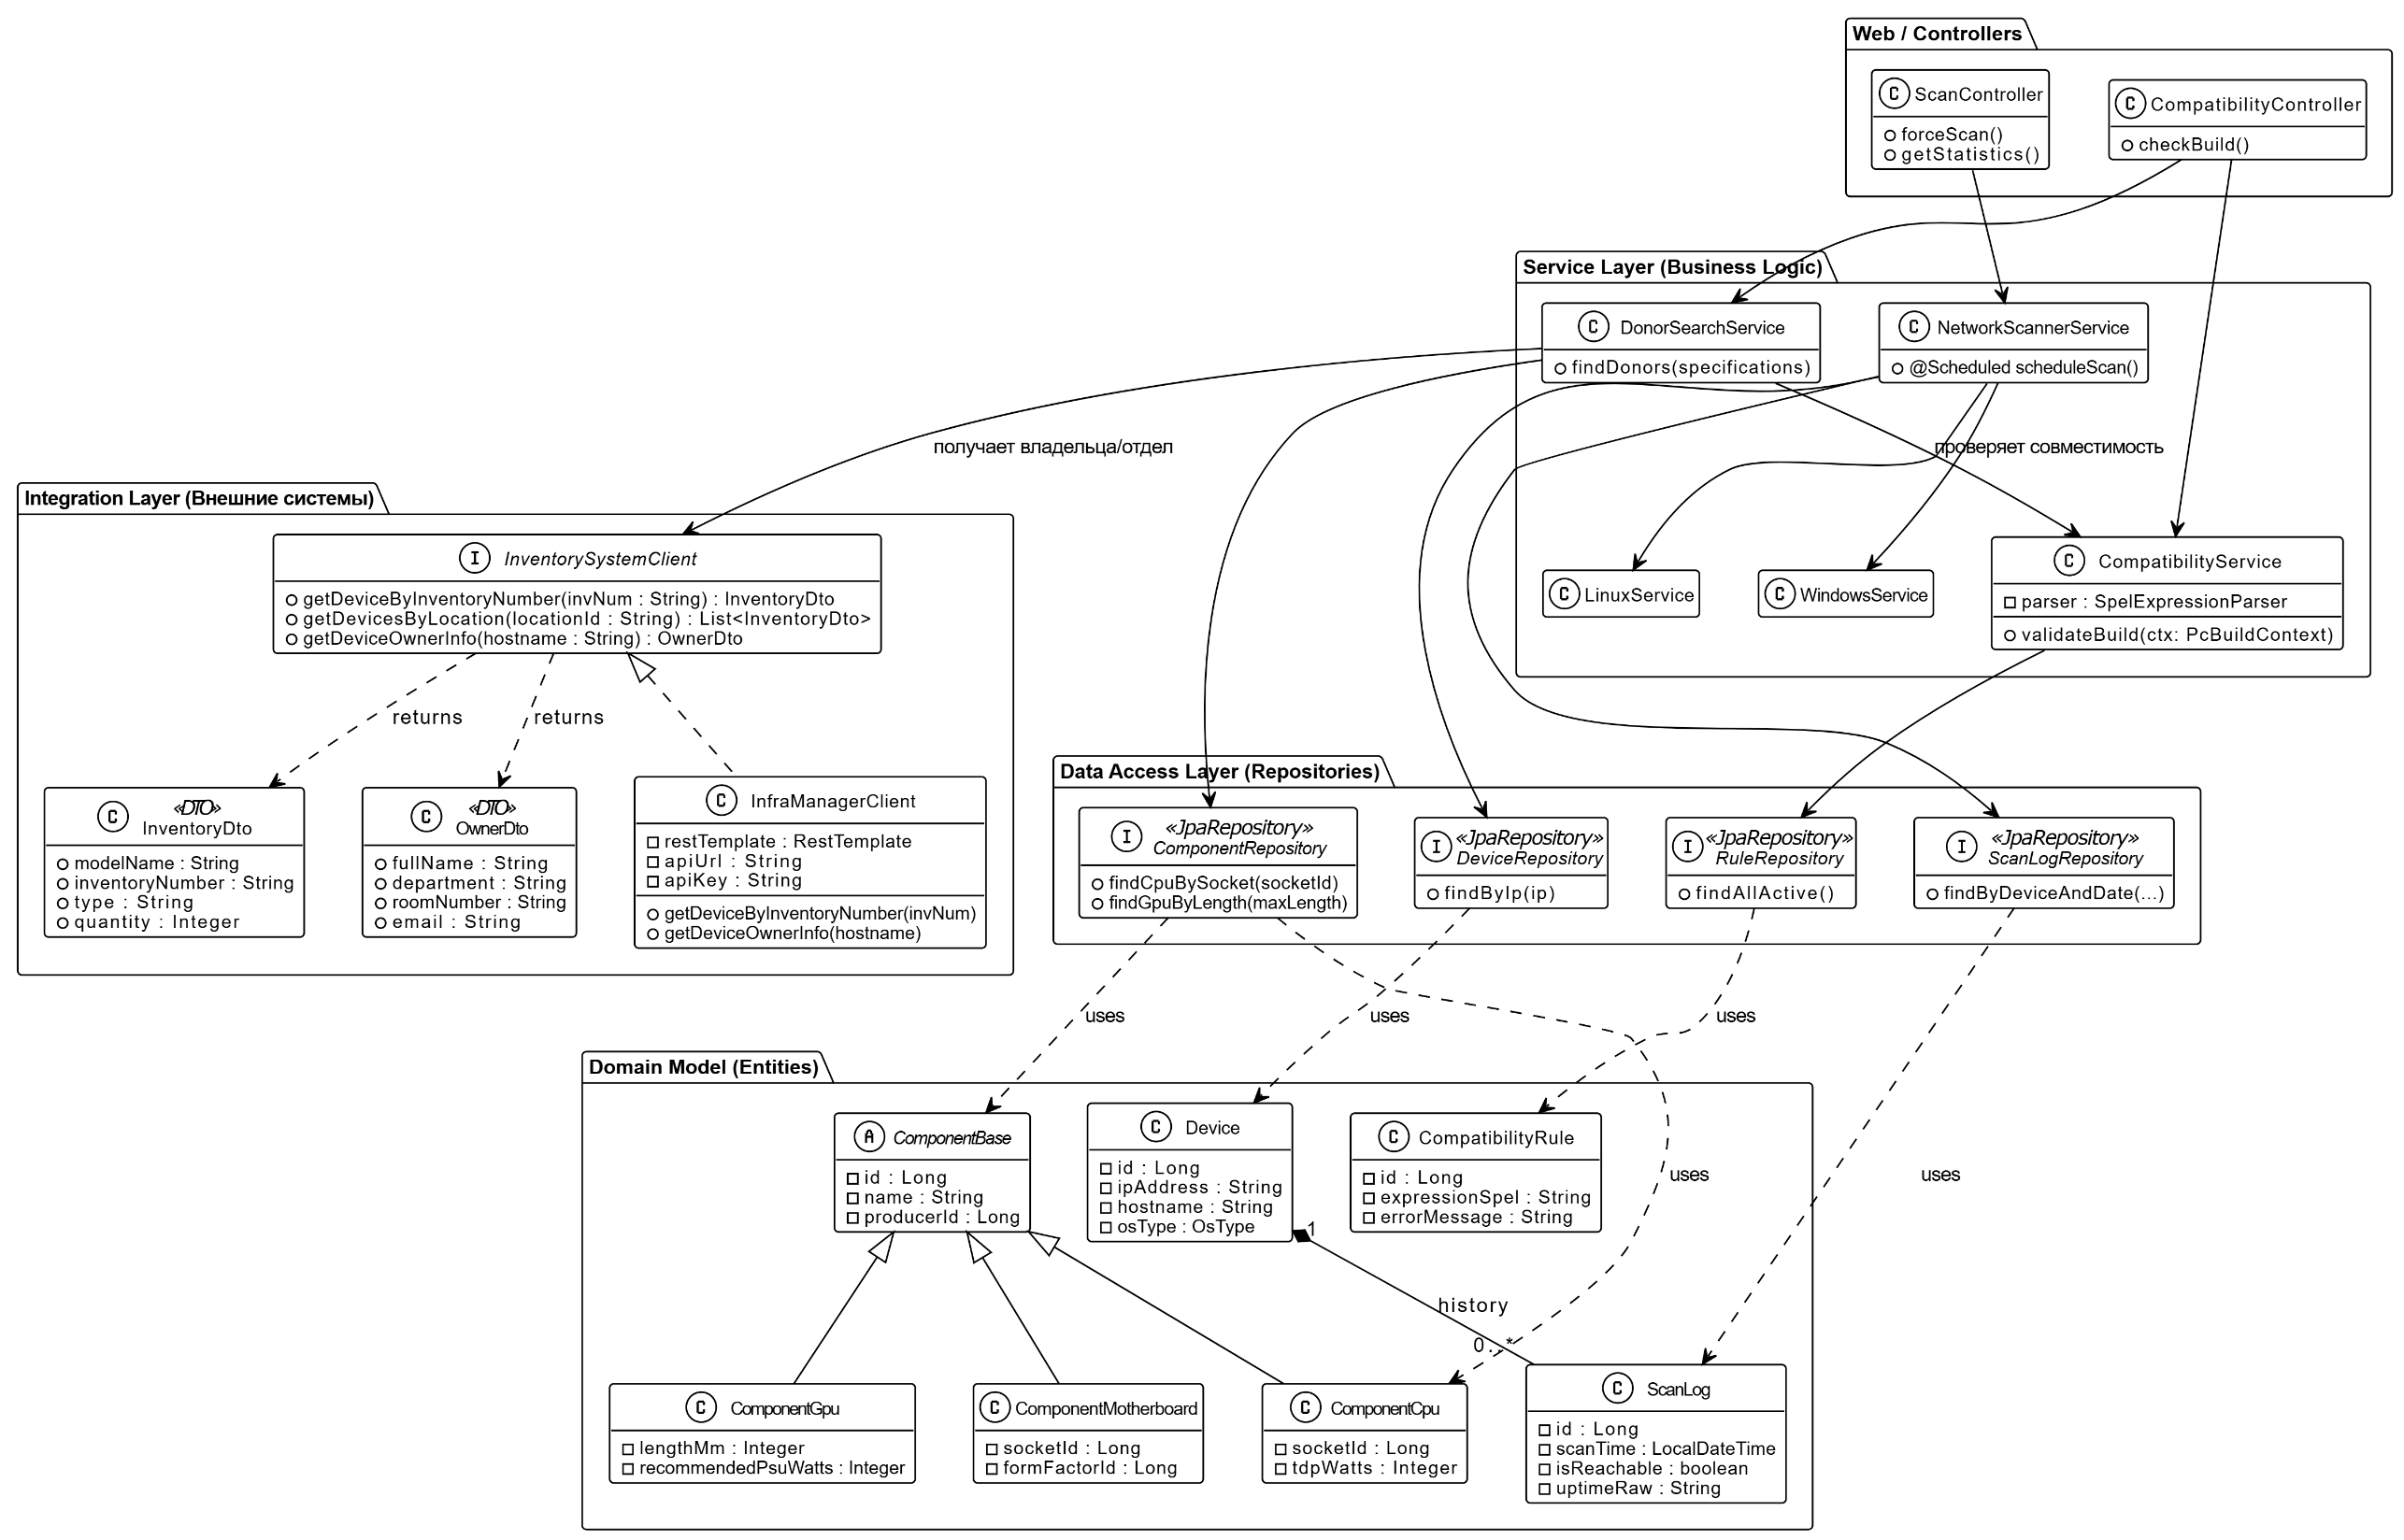 Web / Controllers
C ScanController
forceScan()
getStatistics()
C CompatibilityController
checkBuild()
Service Layer (Business Logic)
C DonorSearchService
findDonors(specifications)
C NetworkScannerService
@Scheduled scheduleScan()
получает владельца/отдел
проверяет совместимость
C LinuxService
C WindowsService
C CompatibilityService
parser : SpelExpressionParser
validateBuild(ctx: PcBuildContext)
Integration Layer (Внешние системы)
I InventorySystemClient
getDeviceByInventoryNumber(invNum : String) : InventoryDto
getDevicesByLocation(locationId : String) : List<InventoryDto>
getDeviceOwnerInfo(hostname : String) : OwnerDto
returns
returns
C «DTO»
InventoryDto
modelName : String
inventoryNumber : String
type : String
quantity : Integer
C «DTO»
OwnerDto
fullName : String
department : String
roomNumber : String
email : String
C InfraManagerClient
restTemplate : RestTemplate
apiUrl : String
apiKey : String
getDeviceByInventoryNumber(invNum)
getDeviceOwnerInfo(hostname)
Data Access Layer (Repositories)
I «JpaRepository»
ComponentRepository
findCpuBySocket(socketId)
findGpuByLength(maxLength)
I «JpaRepository»
DeviceRepository
findByIp(ip)
I «JpaRepository»
RuleRepository
findAllActive()
I «JpaRepository»
ScanLogRepository
findByDeviceAndDate(...)
uses
uses
uses
uses
uses
Domain Model (Entities)
A ComponentBase
id : Long
name : String
producerId : Long
C Device
id : Long
ipAddress : String
hostname : String
osType : OsType
C CompatibilityRule
id : Long
expressionSpel : String
errorMessage : String
1
history
0..*
C ComponentGpu
lengthMm : Integer
recommendedPsuWatts : Integer
C ComponentMotherboard
socketId : Long
formFactorId : Long
C ComponentCpu
socketId : Long
tdpWatts : Integer
C ScanLog
id : Long
scanTime : LocalDateTime
isReachable : boolean
uptimeRaw : String